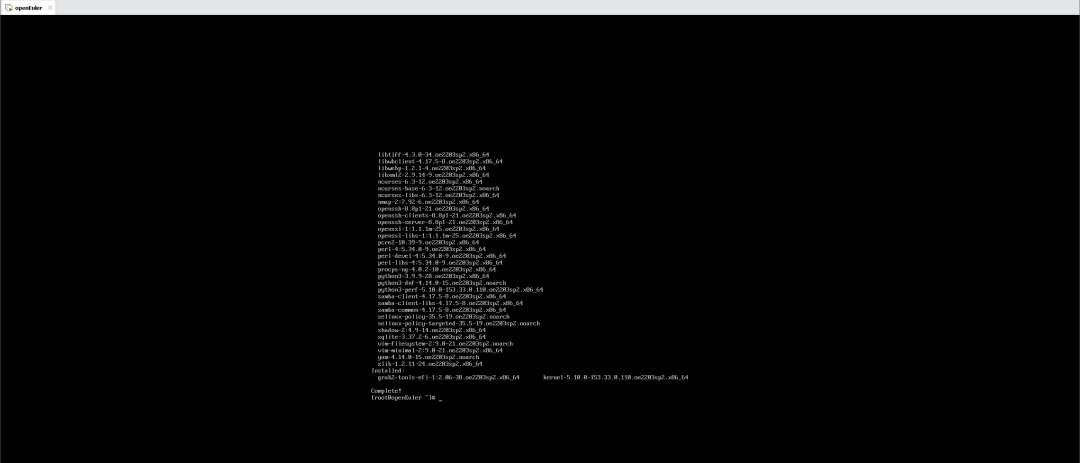 openEuler
libtiff-4.3.0-34.oe2203sp2.x86_64
libwbclient-4.17.5-8.oe2203sp2.x86_64
libwebp-1.2.1-4.oe2203sp2.x86_64
libxml2-2.9.14-9.oe2203sp2.x86_64
ncurses-6.3-12.oe2203sp2.x86_64
ncurses-base-6.3-12.oe2203sp2.noarch
ncurses-libs-6.3-12.oe2203sp2.x86_64
nmap-2:7.92-6.oe2203sp2.x86_64
openssh-8.8p1-21.oe2203sp2.x86_64
openssh-clients-8.8p1-21.oe2203sp2.x86_64
openssh-server-8.8p1-21.oe2203sp2.x86_64
openssl-1:1.1.1m-25.oe2203sp2.x86_64
openssl-libs-1:1.1.1m-25.oe2203sp2.x86_64
pcre2-10.39-9.oe2203sp2.x86_64
perl-4:5.34.0-9.oe2203sp2.x86_64
perl-devel-4:5.34.0-9.oe2203sp2.x86_64
perl-libs-4:5.34.0-9.oe2203sp2.x86_64
procps-ng-4.0.2-10.oe2203sp2.x86_64
python3-3.9.9-28.oe2203sp2.x86_64
python3-dnf-4.14.0-15.oe2203sp2.noarch
python3-perf-5.10.0-153.33.0.110.oe2203sp2.x86_64
samba-client-4.17.5-8.oe2203sp2.x86_64
samba-client-libs-4.17.5-8.oe2203sp2.x86_64
samba-common-4.17.5-8.oe2203sp2.x86_64
selinux-policy-35.5-19.oe2203sp2.noarch
selinux-policy-targeted-35.5-19.oe2203sp2.noarch
shadow-2:4.9-14.oe2203sp2.x86_64
sqlite-3.37.2-6.oe2203sp2.x86_64
vim-filesystem-2:9.0-21.oe2203sp2.noarch
vim-minimal-2:9.0-21.oe2203sp2.x86_64
yum-4.14.0-15.oe2203sp2.noarch
zlib-1.2.11-24.oe2203sp2.x86_64
Installed:
grub2-tools-efi-1:2.06-38.oe2203sp2.x86_64 kernel-5.10.0-153.33.0.110.oe2203sp2.x86_64
Complete!
[root@openEuler ~]# _